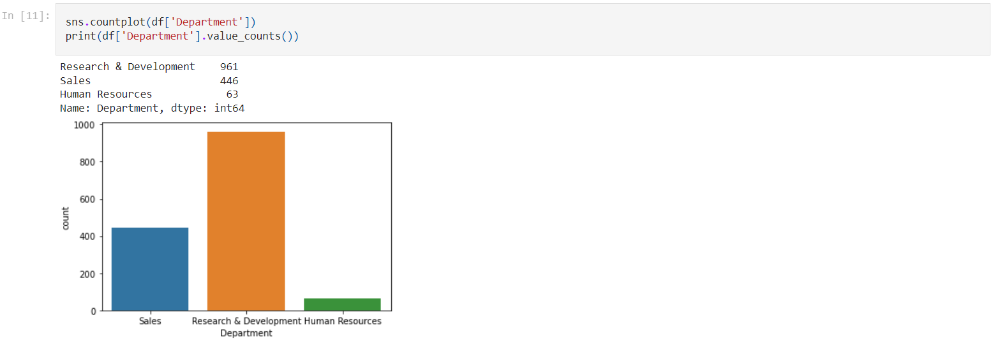 In [11]:
sns.countplot(df['Department'])
print(df['Department'].value_counts())
Research & Development    961
Sales                     446
Human Resources            63
Name: Department, dtype: int64
1000
800
600
400
200
0
count
Sales Research & Development Human Resources
Department